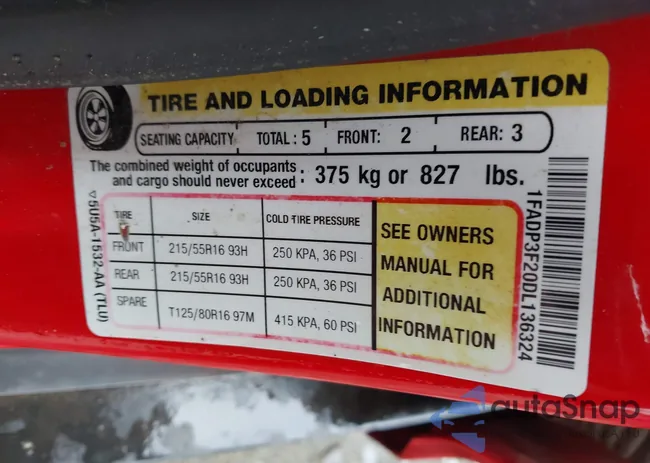 TIRE AND LOADING INFORMATION
SEATING CAPACITY TOTAL : 5 FRONT: 2 REAR: 3
The combined weight of occupants
and cargo should never exceed : 375 kg or 827 lbs.
TIRE SIZE COLD TIRE PRESSURE
FRONT 215/55R16 93H 250 KPA, 36 PSI
REAR 215/55R16 93H 250 KPA, 36 PSI
SPARE T125/80R16 97M 415 KPA, 60 PSI
SEE OWNERS
MANUAL FOR
ADDITIONAL
INFORMATION
5U5A-1532-AA (TLU)
1FADP3F20DL136324
autoSnap